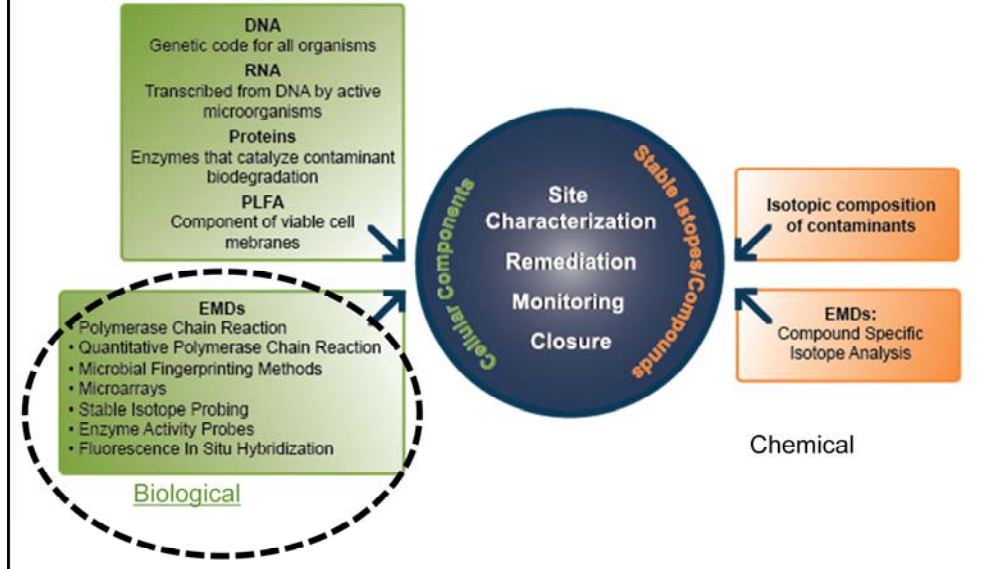 DNA
Genetic code for all organisms
RNA
Transcribed from DNA by active
microorganisms
Proteins
Enzymes that catalyze contaminant
biodegradation
PLFA
Component of viable cell
mebranes
EMDs
• Polymerase Chain Reaction
• Quantitative Polymerase Chain Reaction
• Microbial Fingerprinting Methods
• Microarrays
• Stable Isotope Probing
• Enzyme Activity Probes
• Fluorescence In Situ Hybridization
Biological
Cellular Components
Site
Characterization
Remediation
Monitoring
Closure
Stable Istopes/Compounds
Isotopic composition
of contaminants
EMDs:
Compound Specific
Isotope Analysis
Chemical